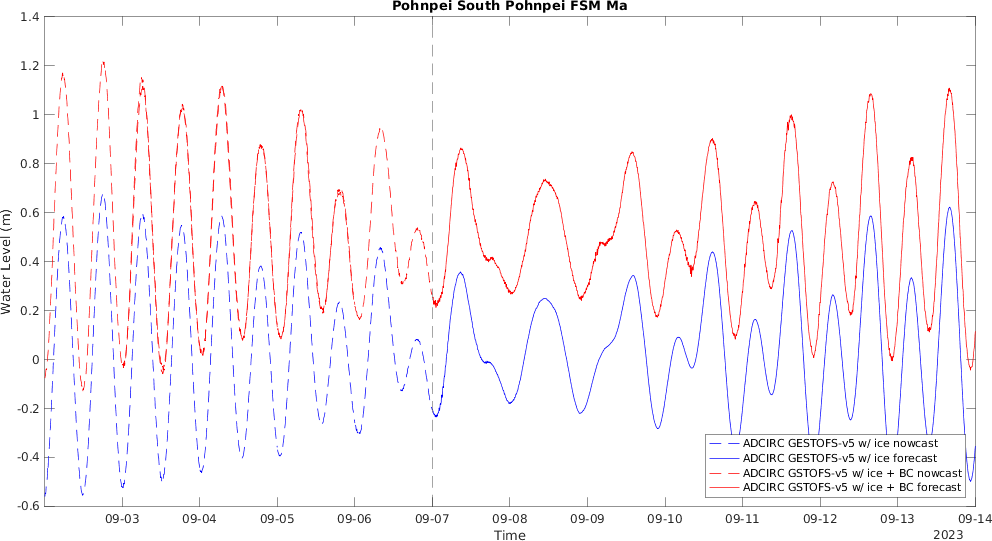 Pohnpei South Pohnpei FSM Ma
Water Level (m)
1.4
1.2
1
0.8
0.6
0.4
0.2
0
-0.2
-0.4
-0.6
ADCIRC GESTOFS-v5 w/ ice nowcast
ADCIRC GESTOFS-v5 w/ ice forecast
ADCIRC GSTOFS-v5 w/ ice + BC nowcast
ADCIRC GSTOFS-v5 w/ ice + BC forecast
09-03 09-04 09-05 09-06 09-07 09-08 09-09 09-10 09-11 09-12 09-13 09-14
Time
2023